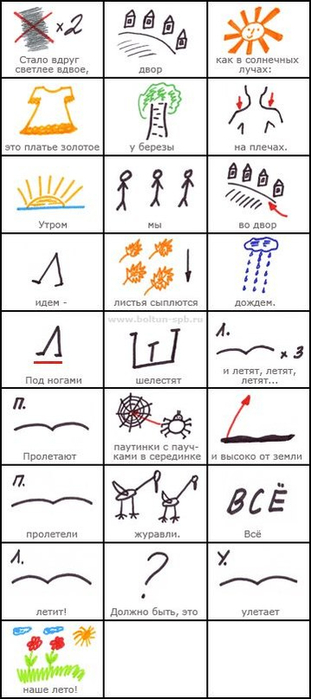 ×2
Стало вдруг
светлее вдвое,
двор
как в солнечных
лучах:
это платье золотое
у березы
на плечах.
Утром
мы
во двор
идем -
листья сыплются
дождем.
www.boltun-spb.ru
Под ногами
Т
шелестят
Л.
×3
и летят, летят,
летят...
П.
Пролетают
паутинки с пауч-
ками в серединке
и высоко от земли
П.
пролетели
журавли.
ВСЁ
Всё
Л.
летит!
?
Должно быть, это
У.
улетает
наше лето!